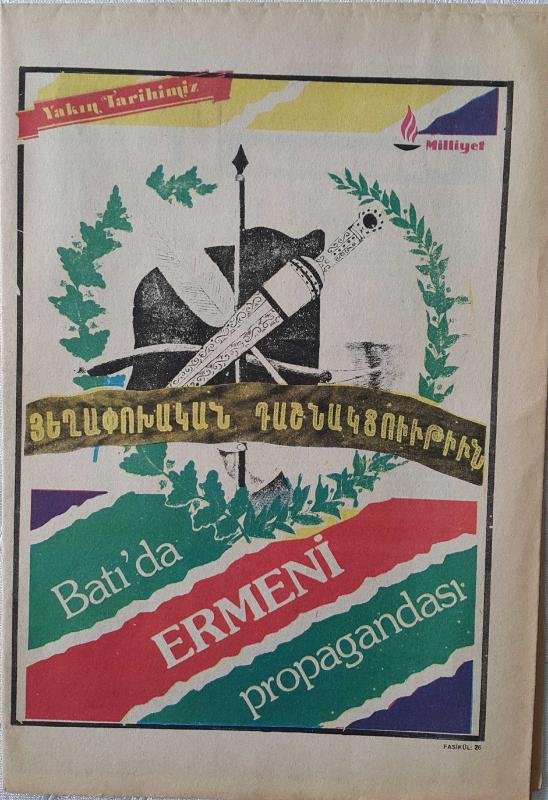 Yakın Tarihimiz
Milliyet
ՅԵՂԱՓՈԽԱԿԱՆ ԴԱՇՆԱԿՑՈՒԹԻՒՆ
Batı'da
ERMENİ
propagandası
FASİKÜL: 26